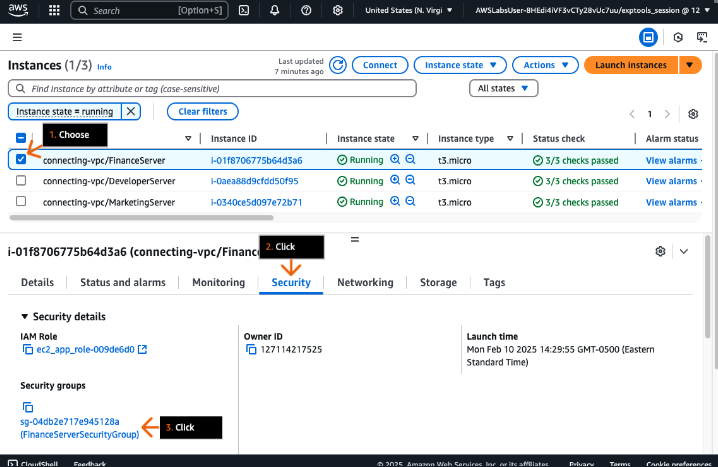 aws
Search
[Option+S]
United States (N. Virgi
AWSLabsUser-8HEdi4iVF3vCTy28vUc7uu/exptools_session @ 12
Instances (1/3) Info
Last updated
7 minutes ago
Connect
Instance state
Actions
Launch instances
Find Instance by attribute or tag (case-sensitive)
All states
Instance state = running
Clear filters
1
1. Choose
Instance ID
Instance state
Instance type
Status check
Alarm status
connecting-vpc/FinanceServer
i-01f8706775b64d3a6
Running
t3.micro
3/3 checks passed
View alarms
connecting-vpc/DeveloperServer
i-0aea88d9cfdd50f95
Running
t3.micro
3/3 checks passed
View alarms
connecting-vpc/MarketingServer
i-0340ce5d097e72b71
Running
t3.micro
3/3 checks passed
View alarms
i-01f8706775b64d3a6 (connecting-vpc/Finan
2. Click
Details
Status and alarms
Monitoring
Security
Networking
Storage
Tags
Security details
IAM Role
ec2_app_role-009de6d0
Owner ID
127114217525
Launch time
Mon Feb 10 2025 14:29:55 GMT-0500 (Eastern
Standard Time)
Security groups
sg-04db2e717e945128a
(FinanceServerSecurityGroup)
3. Click
CloudShell
Feedback
© 2025, Amazon Web Services, Inc. or its affiliates.
Privacy
Terms
Cookie preferences